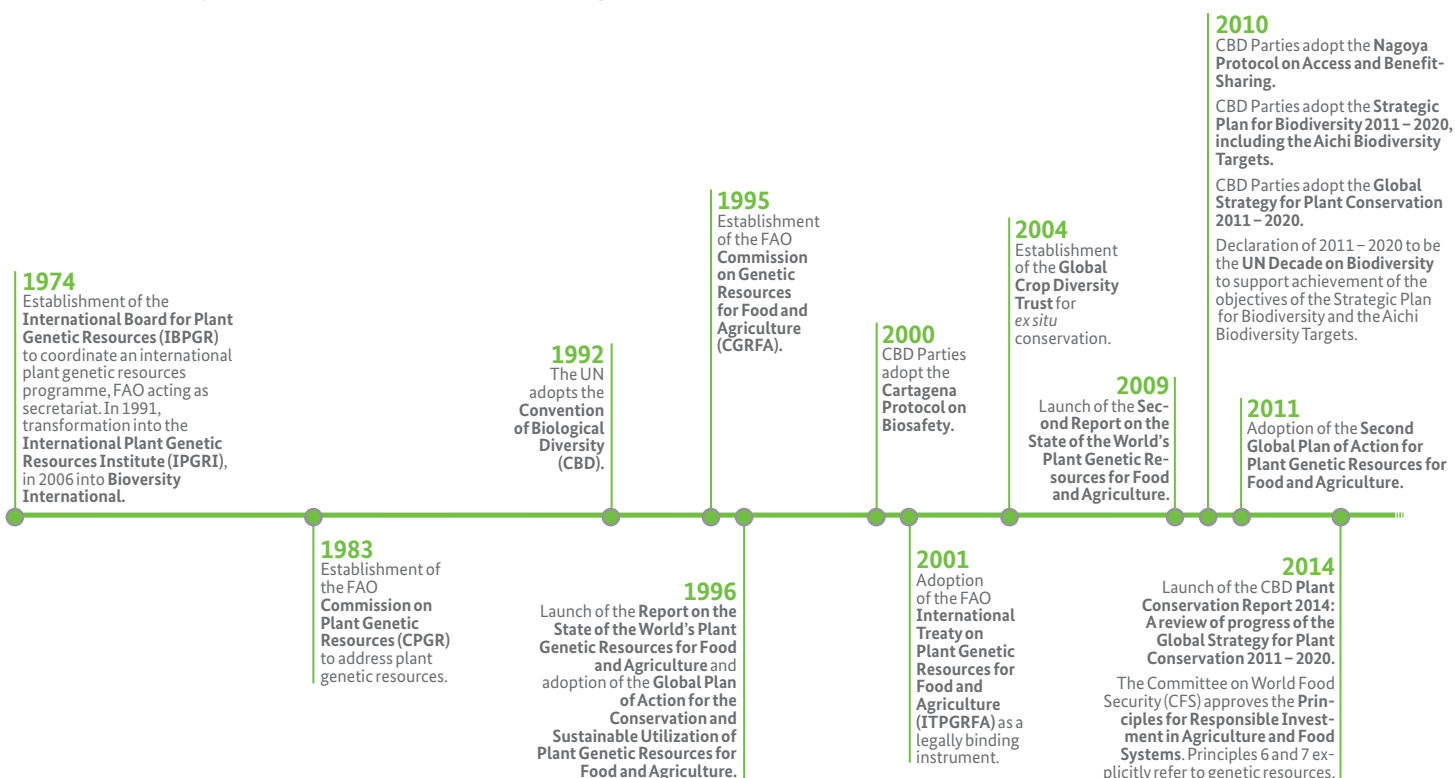 1974
Establishment of the
International Board for Plant
Genetic Resources (IBPGR)
to coordinate an international
plant genetic resources
programme, FAO acting as
secretariat. In 1991,
transformation into the
International Plant Genetic
Resources Institute (IPGRI),
in 2006 into Bioversity
International.
1983
Establishment of
the FAO
Commission on
Plant Genetic
Resources (CPGR)
to address plant
genetic resources.
1992
The UN
adopts the
Convention
of Biological
Diversity
(CBD).
1995
Establishment
of the FAO
Commission
on Genetic
Resources
for Food and
Agriculture
(CGRFA).
1996
Launch of the Report on the
State of the World's Plant
Genetic Resources for Food
and Agriculture and
adoption of the Global Plan
of Action for the
Conservation and
Sustainable Utilization of
Plant Genetic Resources for
Food and Agriculture.
2000
CBD Parties
adopt the
Cartagena
Protocol on
Biosafety.
2001
Adoption
of the FAO
International
Treaty on
Plant Genetic
Resources for
Food and
Agriculture
(ITPGRFA) as a
legally binding
instrument.
2004
Establishment
of the Global
Crop Diversity
Trust for
ex situ
conservation.
2009
Launch of the Sec-
ond Report on the
State of the World's
Plant Genetic Re-
sources for Food
and Agriculture.
2010
CBD Parties adopt the Nagoya
Protocol on Access and Benefit-
Sharing.
CBD Parties adopt the Strategic
Plan for Biodiversity 2011 – 2020,
including the Aichi Biodiversity
Targets.
CBD Parties adopt the Global
Strategy for Plant Conservation
2011 – 2020.
Declaration of 2011 – 2020 to be
the UN Decade on Biodiversity
to support achievement of the
objectives of the Strategic Plan
for Biodiversity and the Aichi
Biodiversity Targets.
2011
Adoption of the Second
Global Plan of Action for
Plant Genetic Resources for
Food and Agriculture.
2014
Launch of the CBD Plant
Conservation Report 2014:
A review of progress of the
Global Strategy for Plant
Conservation 2011 – 2020.
The Committee on World Food
Security (CFS) approves the Prin-
ciples for Responsible Invest-
ment in Agriculture and Food
Systems. Principles 6 and 7 ex-
plicitly refer to genetic resources.